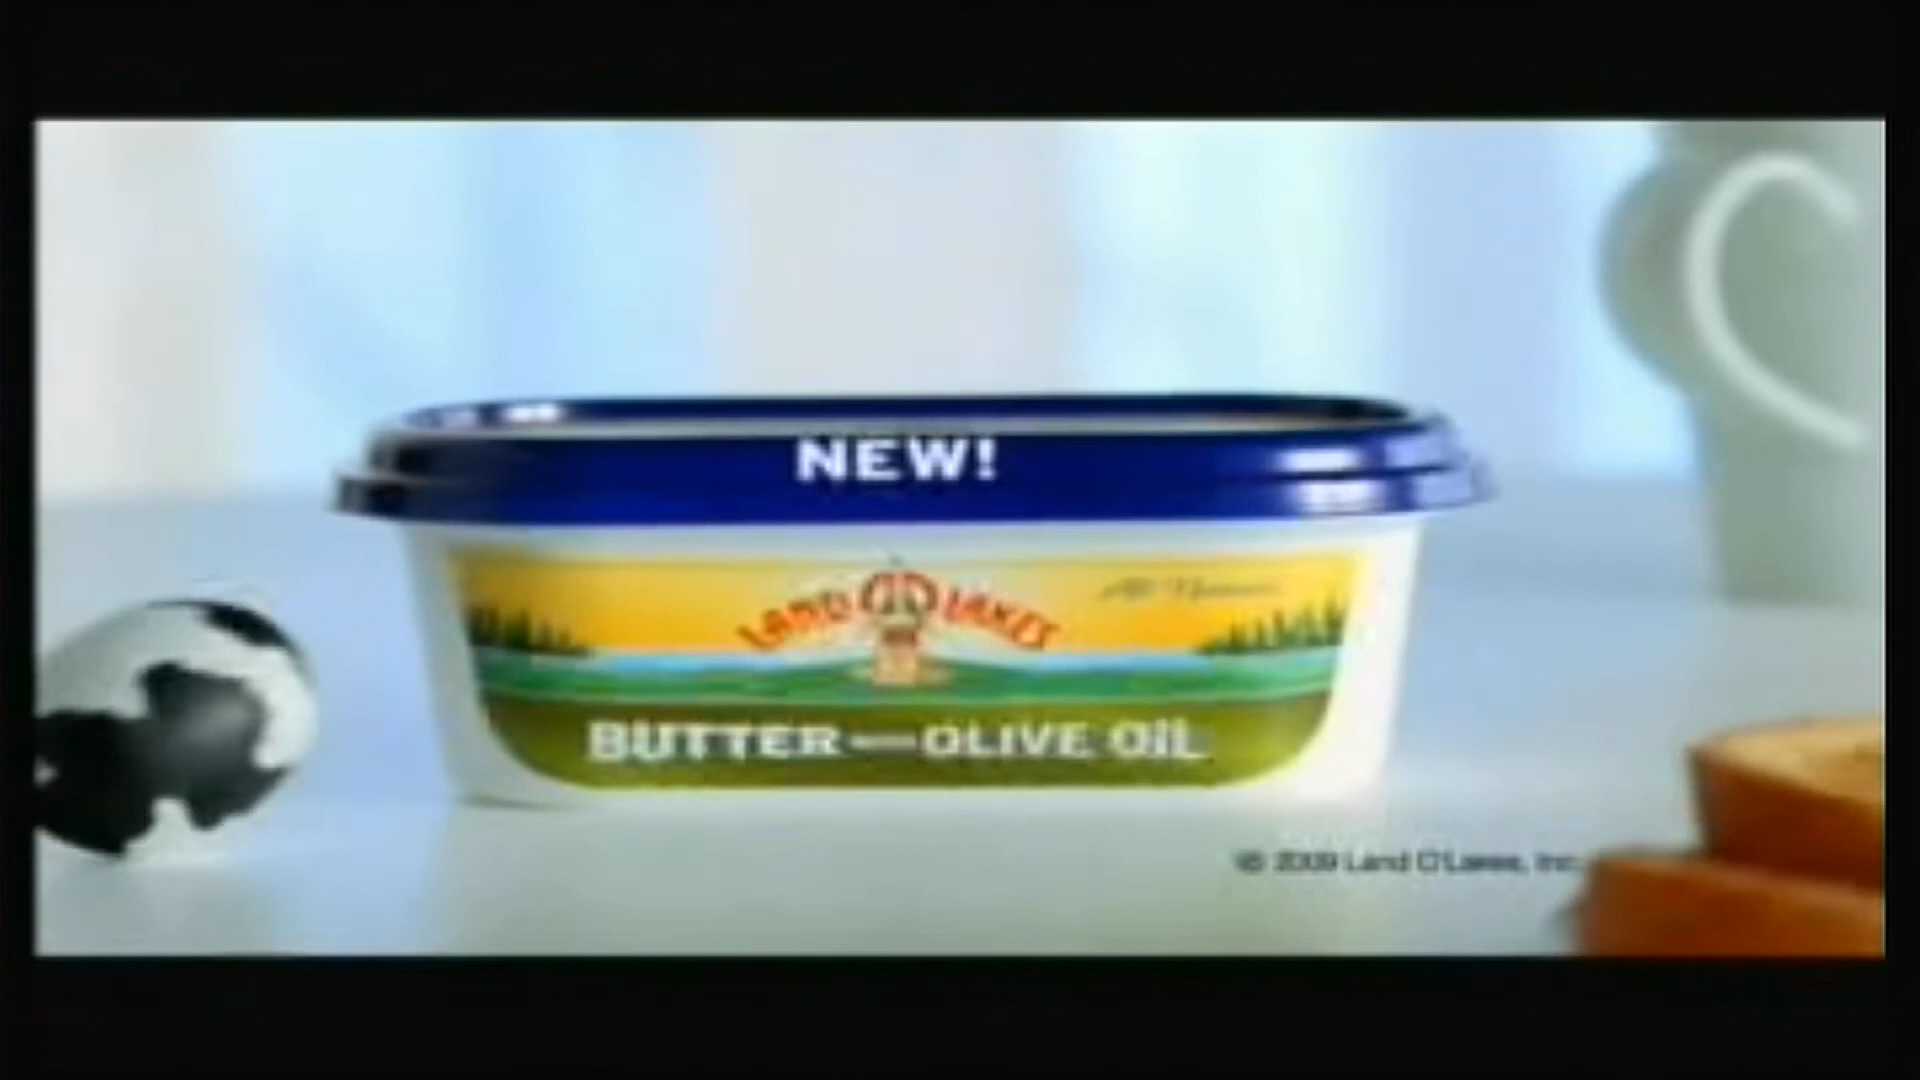 NEW!
LAND O LAKES
BUTTER OLIVE OIL
© 2009 Land O'Lakes, Inc.